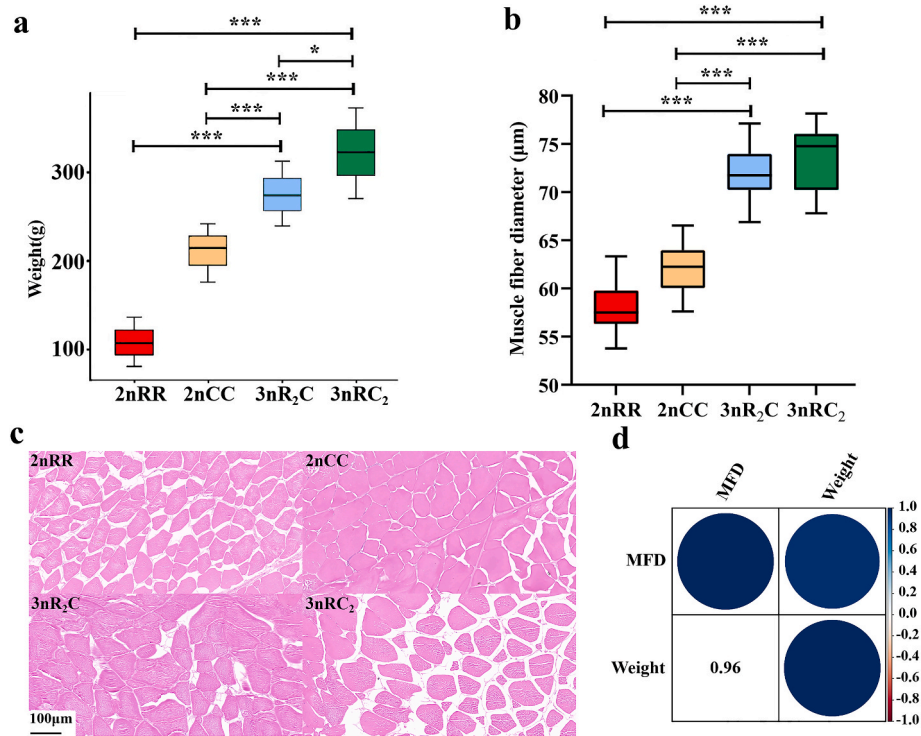 a
***
*
***
***
***
Weight(g)
300
200
100
2nRR 2nCC 3nR₂C 3nRC₂
b
***
***
***
***
Muscle fiber diameter (μm)
80
75
70
65
60
55
50
2nRR 2nCC 3nR₂C 3nRC₂
c
2nRR 2nCC
3nR₂C 3nRC₂
100μm
d
MFD Weight
MFD
Weight 0.96
1.0
0.8
0.6
0.4
0.2
0.0
-0.2
-0.4
-0.6
-0.8
-1.0